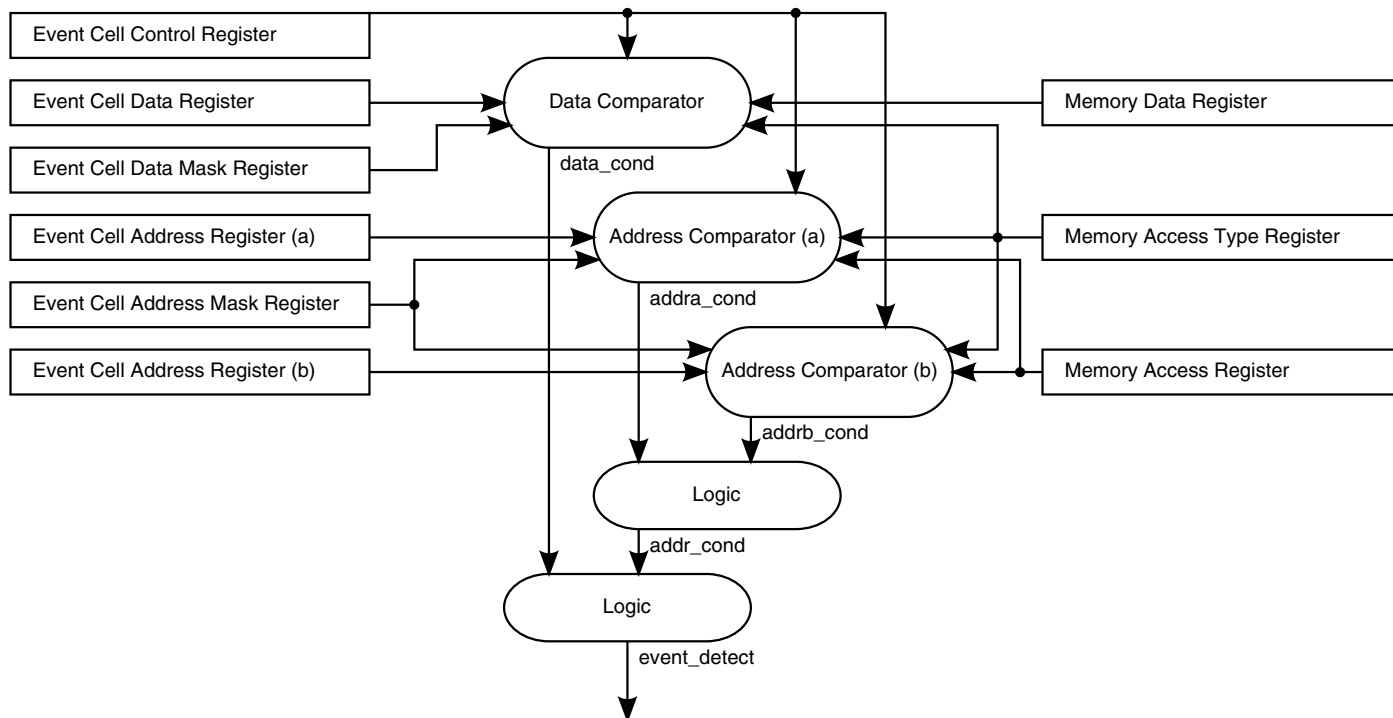 Event Cell Control Register
Event Cell Data Register
Data Comparator
Memory Data Register
Event Cell Data Mask Register
data_cond
Event Cell Address Register (a)
Address Comparator (a)
Memory Access Type Register
Event Cell Address Mask Register
addra_cond
Event Cell Address Register (b)
Address Comparator (b)
Memory Access Register
addrb_cond
Logic
addr_cond
Logic
event_detect